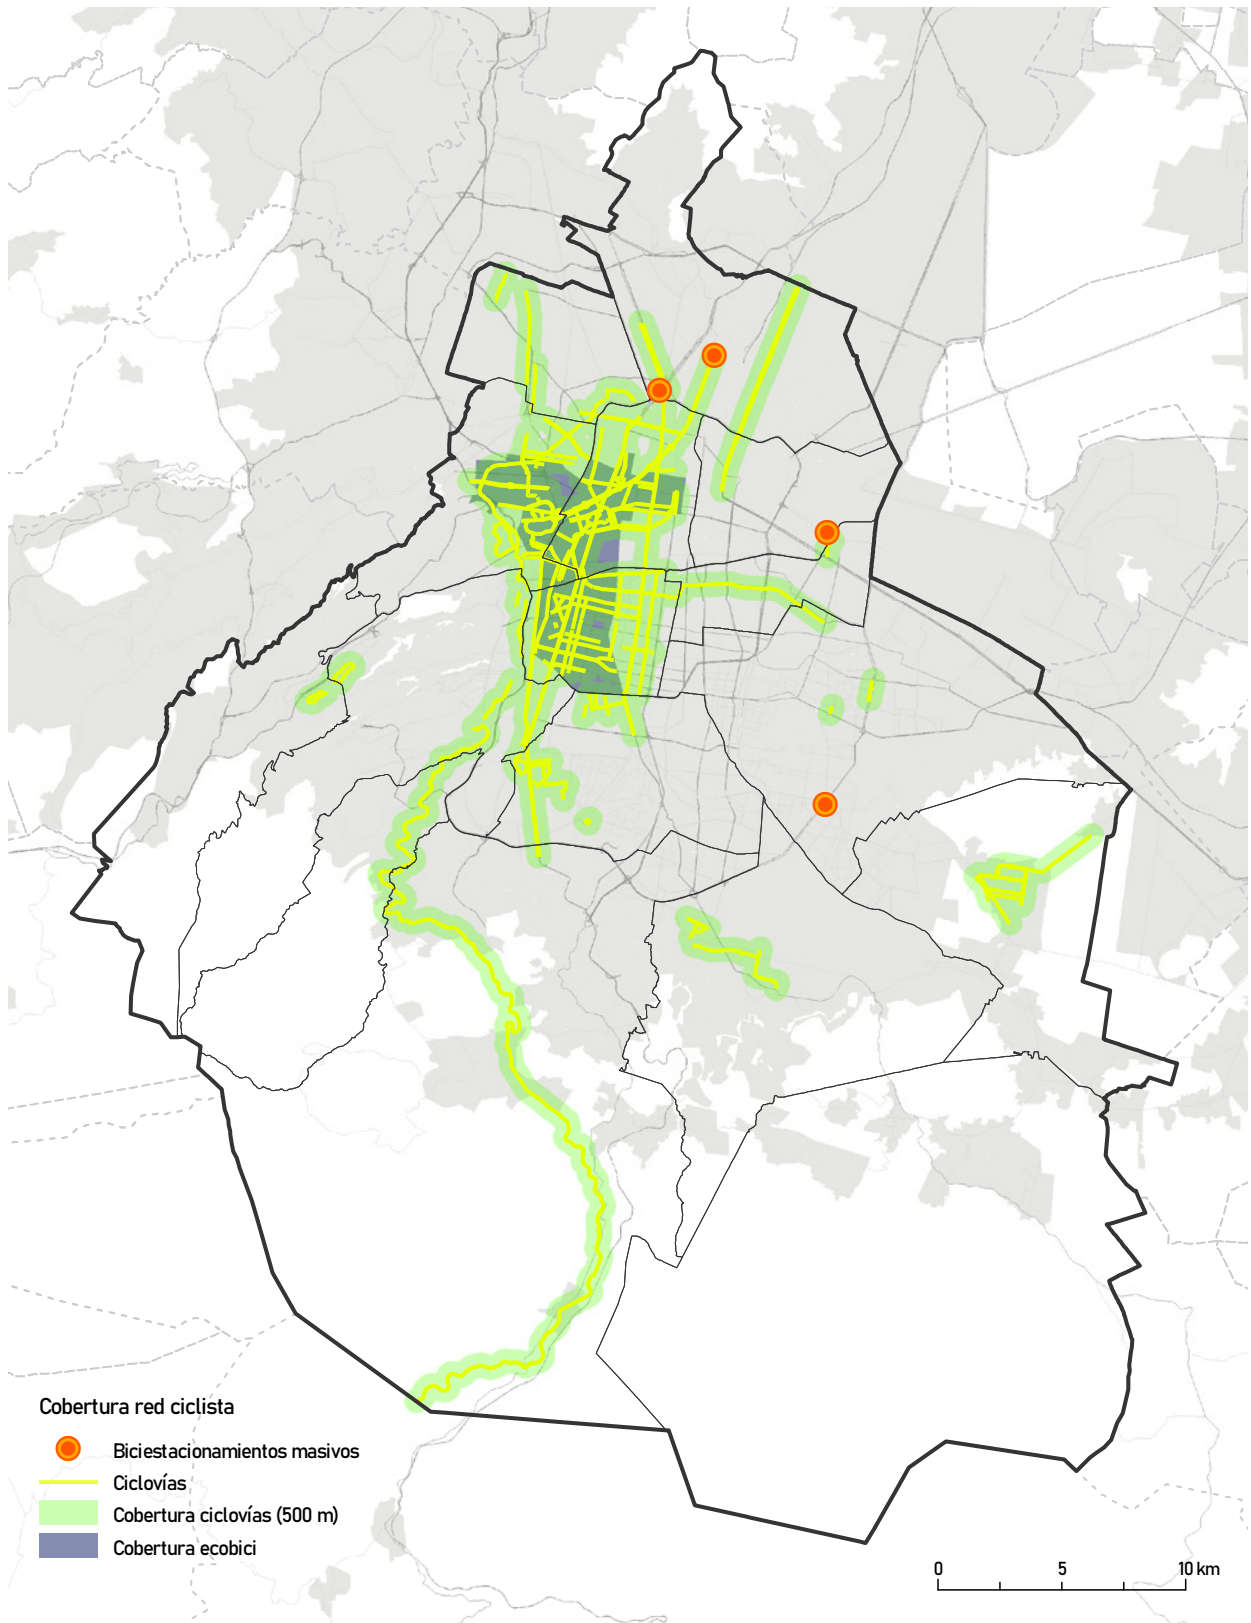 Cobertura red ciclista
Biciestacionamientos masivos
Ciclovías
Cobertura ciclovías (500 m)
Cobertura ecobici
0 5 10 km